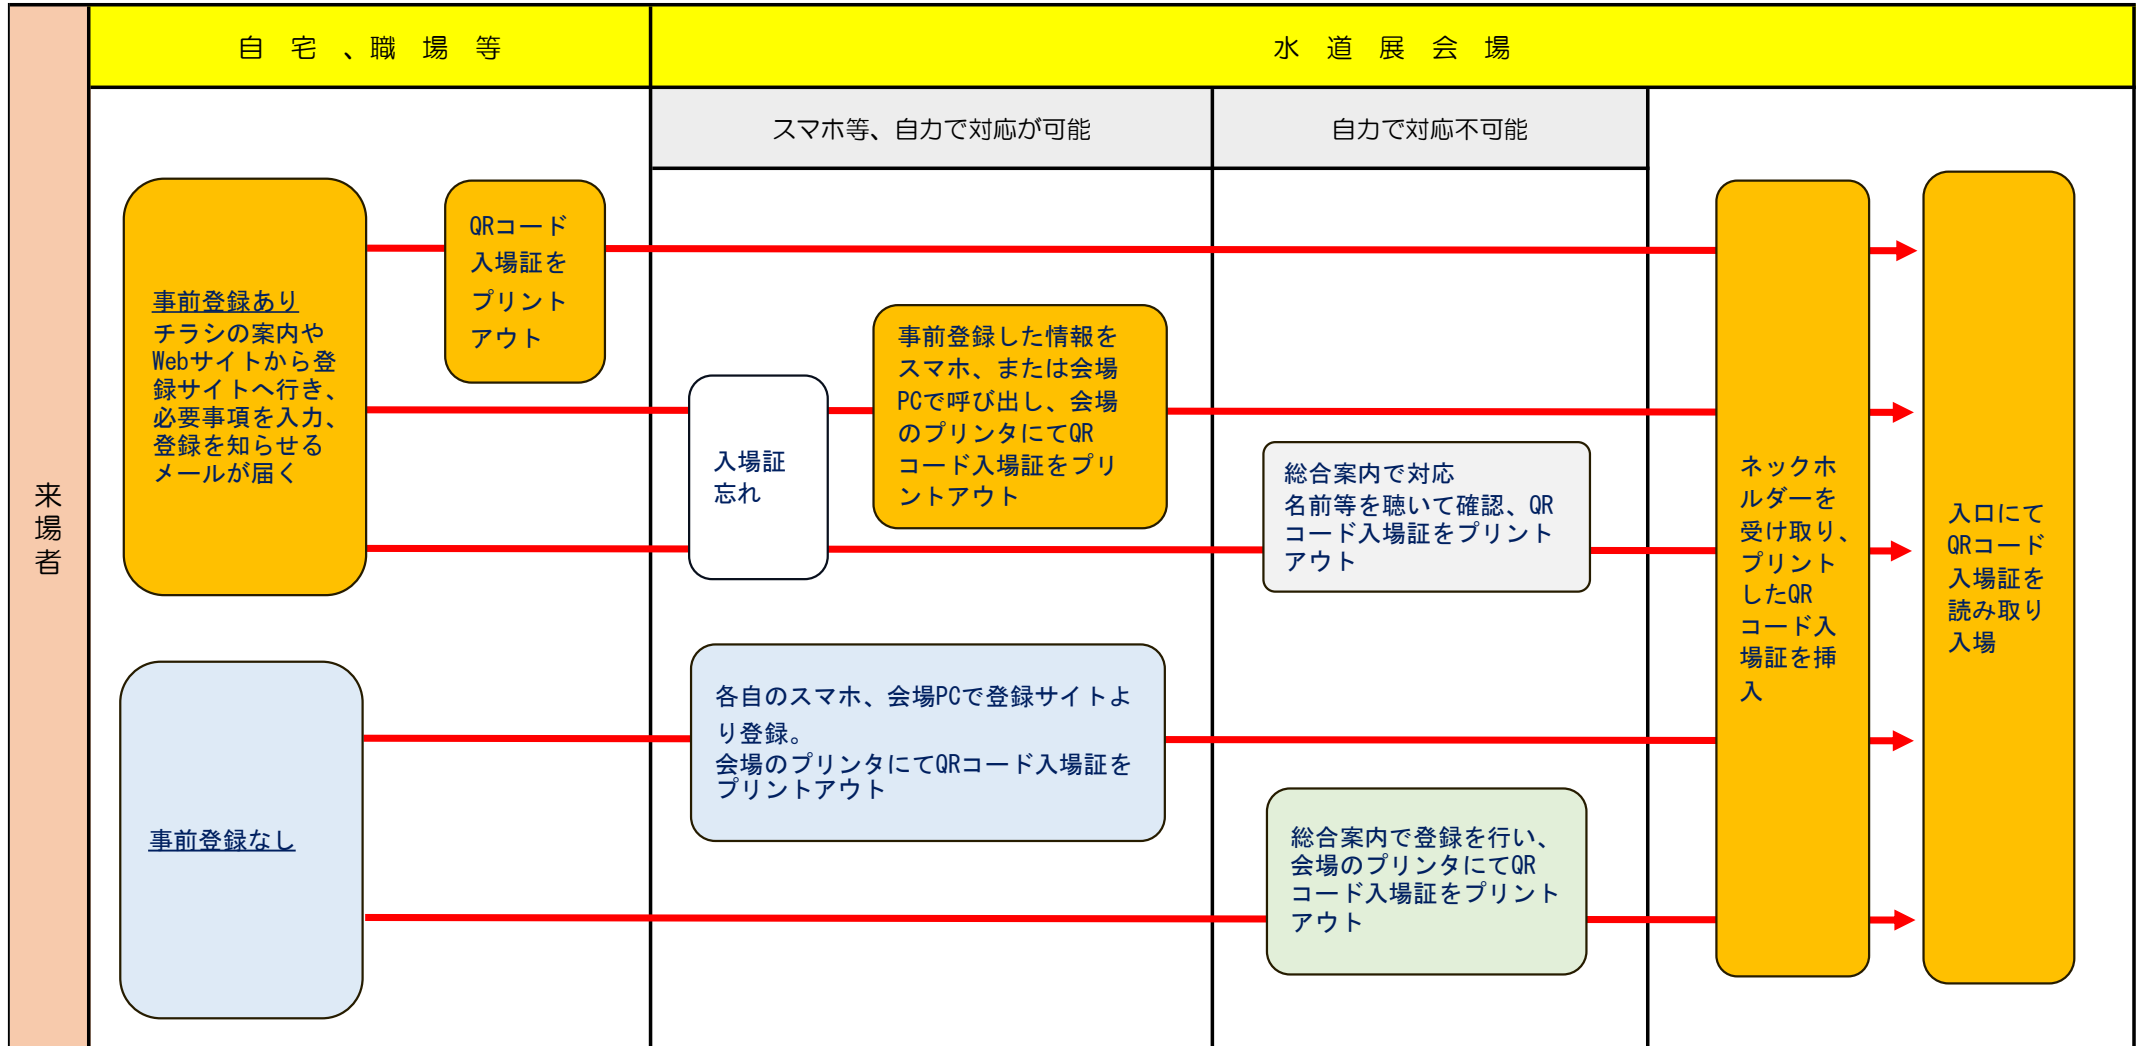 自宅、職場等
水道展会場
スマホ等、自力で対応が可能
自力で対応不可能
来場者
事前登録あり
チラシの案内や
Webサイトから登
録サイトへ行き、
必要事項を入力、
登録を知らせる
メールが届く
QRコード
入場証を
プリント
アウト
入場証
忘れ
事前登録した情報を
スマホ、または会場
PCで呼び出し、会場
のプリンタにてQR
コード入場証をプリ
ントアウト
総合案内で対応
名前等を聴いて確認、QR
コード入場証をプリント
アウト
事前登録なし
各自のスマホ、会場PCで登録サイトよ
り登録。
会場のプリンタにてQRコード入場証を
プリントアウト
総合案内で登録を行い、
会場のプリンタにてQR
コード入場証をプリント
アウト
ネックホ
ルダーを
受け取り、
プリント
したQR
コード入
場証を挿
入
入口にて
QRコード
入場証を
読み取り
入場